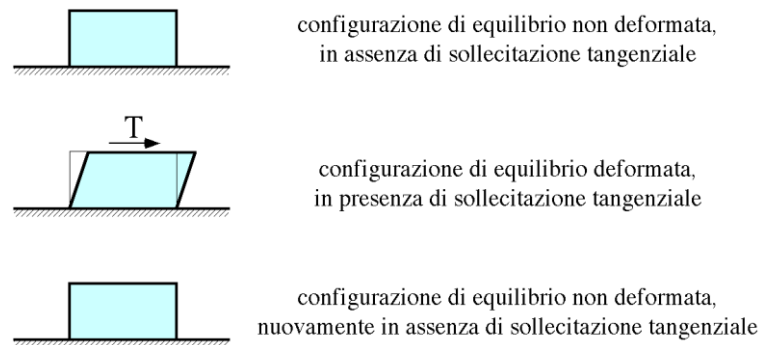 configurazione di equilibrio non deformata,
in assenza di sollecitazione tangenziale
T
configurazione di equilibrio deformata,
in presenza di sollecitazione tangenziale
configurazione di equilibrio non deformata,
nuovamente in assenza di sollecitazione tangenziale